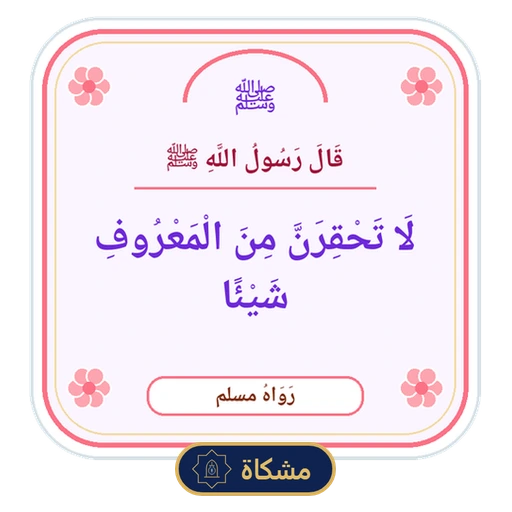 ﷺ
قَالَ رَسُولُ اللَّهِ ﷺ
لَا تَحْقِرَنَّ مِنَ الْمَعْرُوفِ
شَيْئًا
رَوَاهُ مسلم
مشكاة